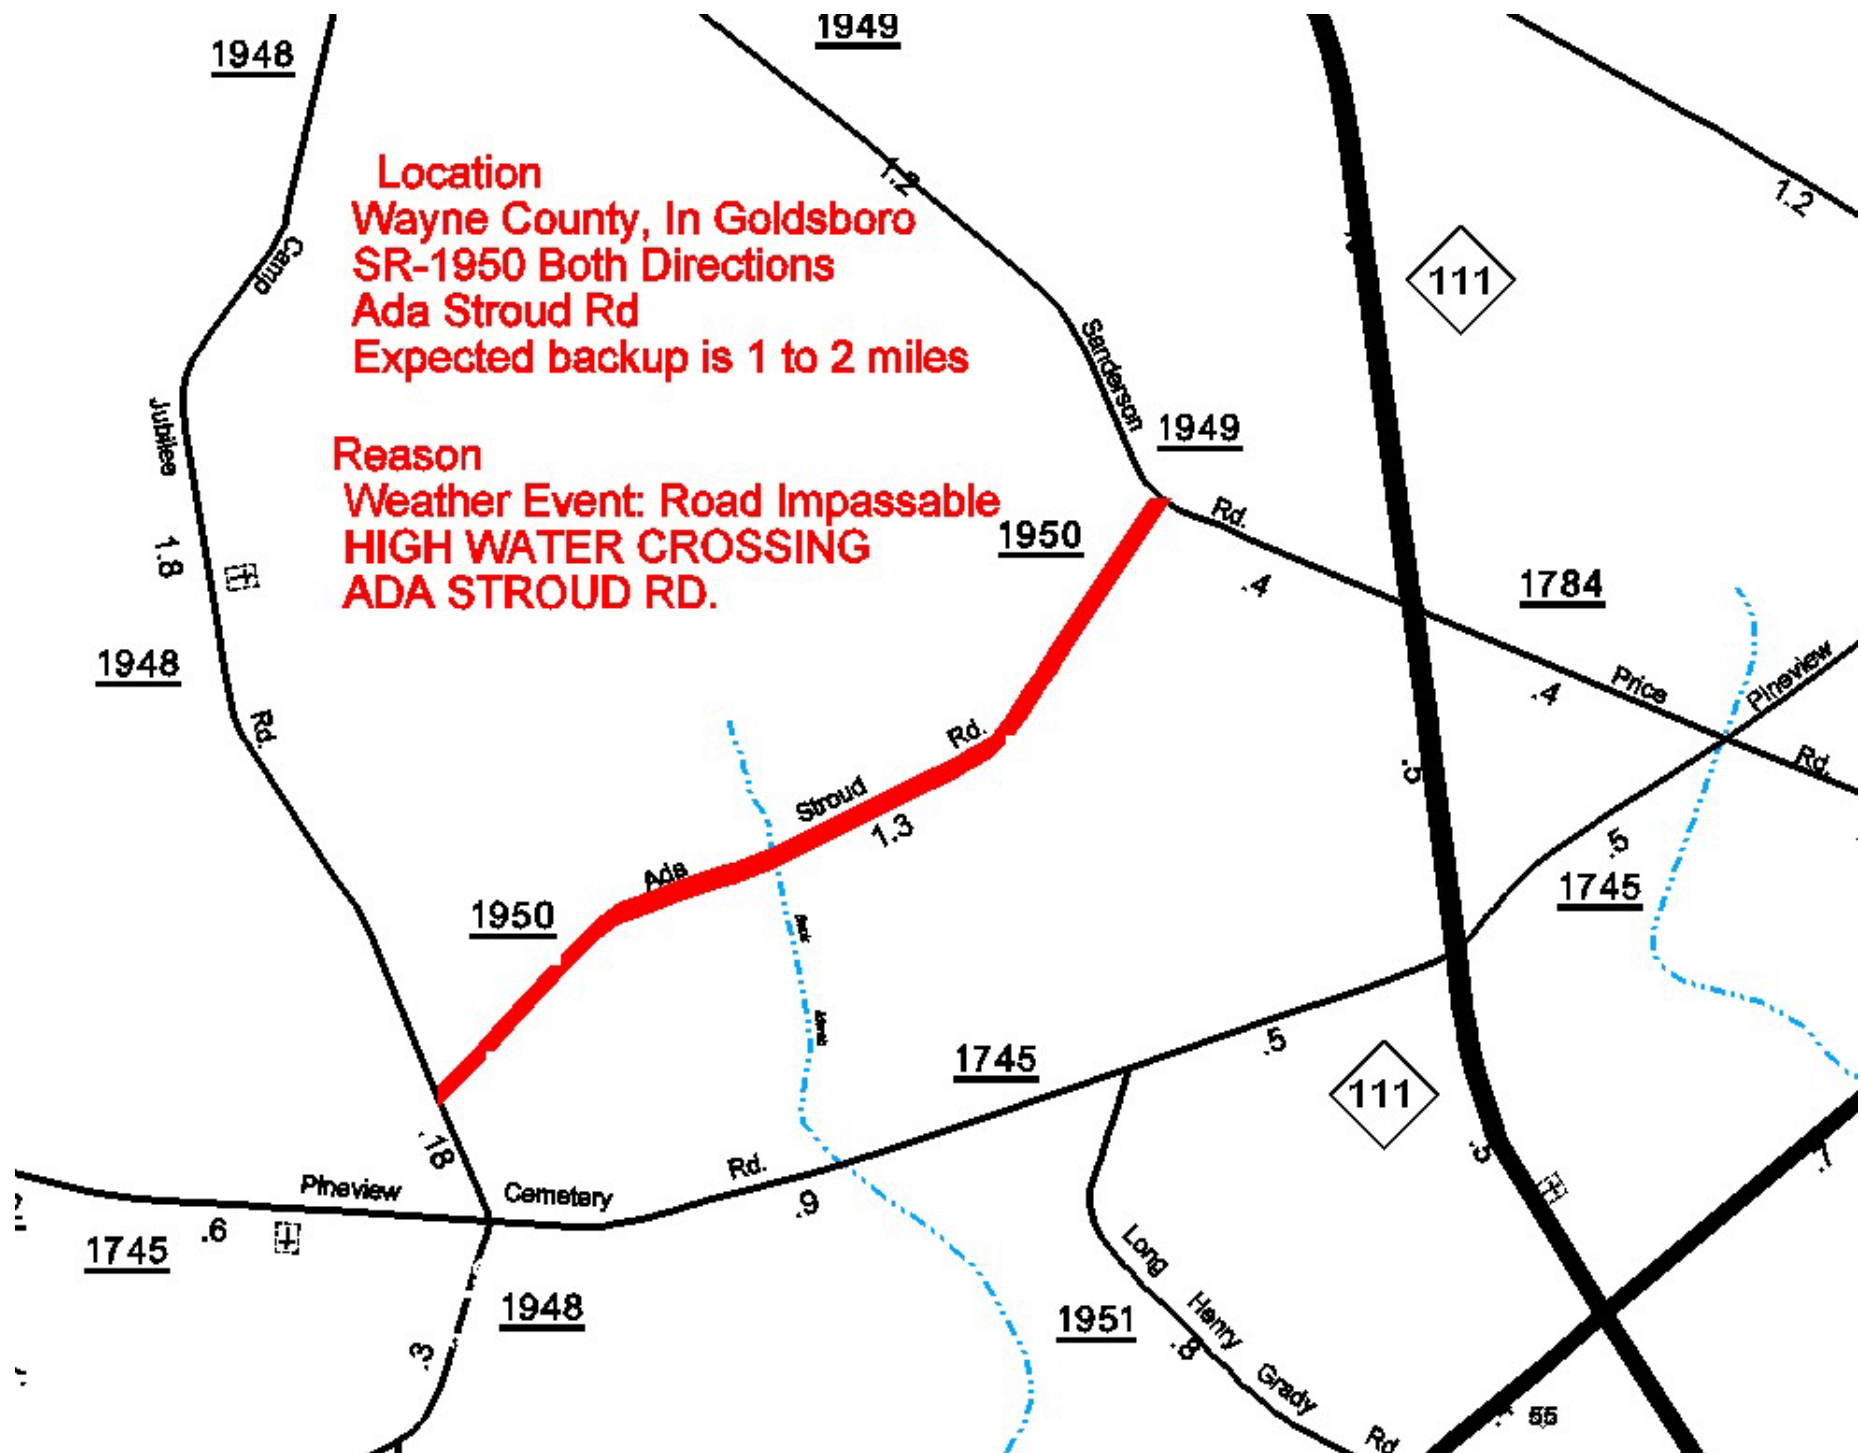 1948
1949
Location
Wayne County, In Goldsboro
SR-1950 Both Directions
Ada Stroud Rd
Expected backup is 1 to 2 miles
1.2
1.2
Camp
111
Sanderson
Jubilee
1949
Reason
Weather Event: Road Impassable
HIGH WATER CROSSING
ADA STROUD RD.
1950
Rd.
1.8
.4
1784
1948
Rd.
Price
Pineview
.4
Rd.
Rd.
.5
Stroud
1.3
.5
Ada
1745
1950
1745
.5
111
.18
.5
Pineview
Cemetery
Rd.
.9
.6
1745
1948
Long
Henry
Grady
Rd.
1951
.8
.3
55